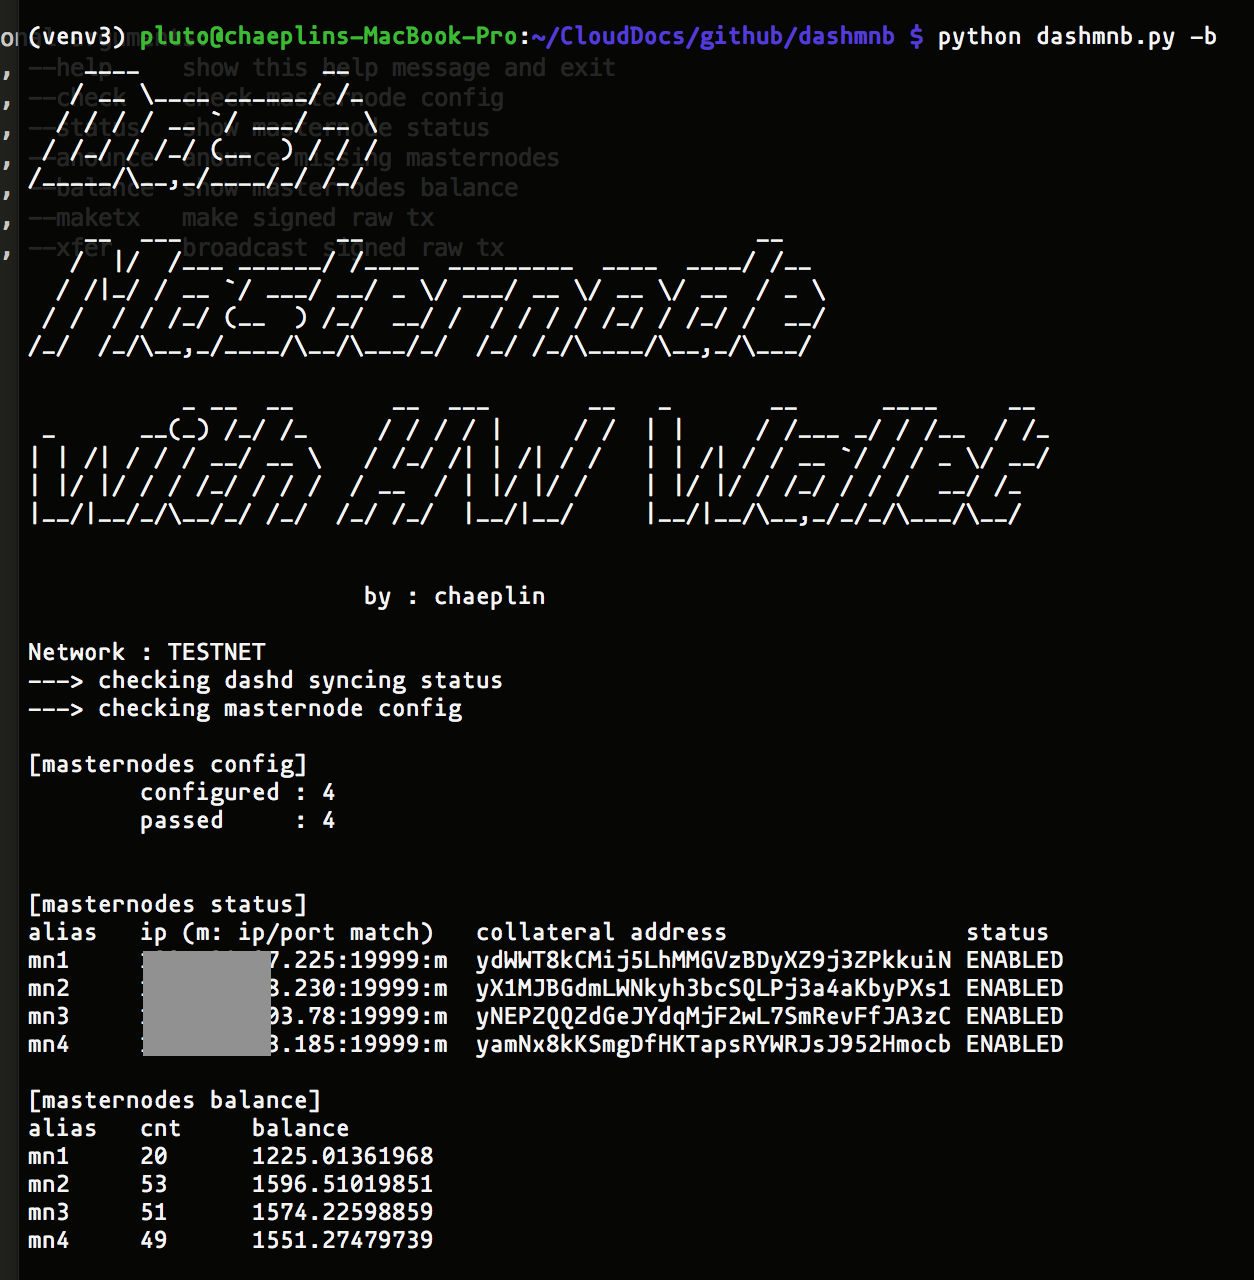 (venv3) pluto@chaeplins-MacBook-Pro:~/CloudDocs/github/dashmnb $ python dashmnb.py -b
, --help show this help message and exit
, --check check masternode config
, --status show masternode status
, --anounce anounce missing masternodes
, --balance show masternodes balance
, --maketx make signed raw tx
, --xfer broadcast signed raw tx
Dash
Masternode
with HW Wallet
by : chaeplin
Network : TESTNET
---> checking dashd syncing status
---> checking masternode config
[masternodes config]
configured : 4
passed : 4
[masternodes status]
alias ip (m: ip/port match) collateral address status
mn1 7.225:19999:m ydWWT8kCMij5LhMMGVzBDyXZ9j3ZPkkuiN ENABLED
mn2 3.230:19999:m yX1MJBGdmLWNkyh3bcSQLPj3a4aKbyPXs1 ENABLED
mn3 03.78:19999:m yNEPZQQZdGeJYdqMjF2wL7SmRevFfJA3zC ENABLED
mn4 3.185:19999:m yamNx8kKSmgDfHKTapsRYWRJsJ952Hmocb ENABLED
[masternodes balance]
alias cnt balance
mn1 20 1225.01361968
mn2 53 1596.51019851
mn3 51 1574.22598859
mn4 49 1551.27479739